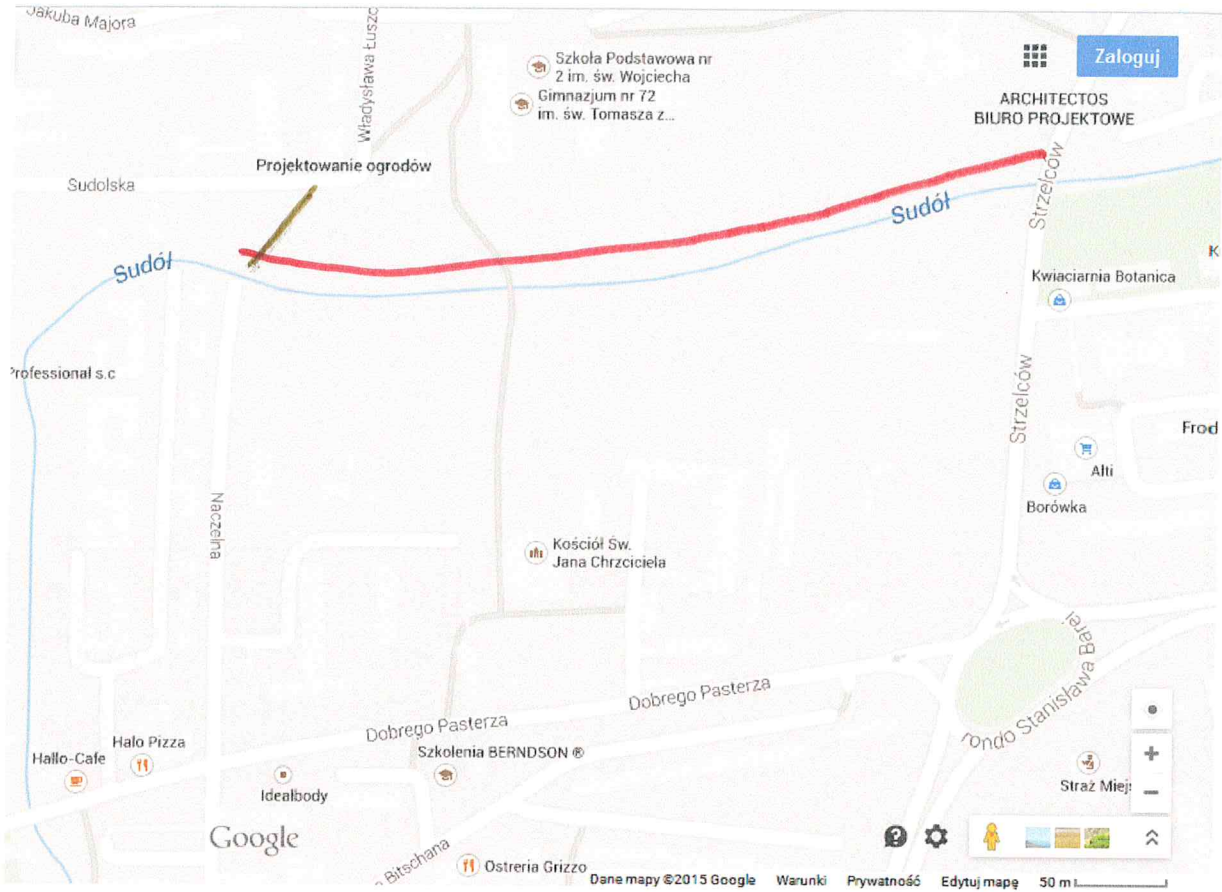 Jakuba Majora
Władysława Łuszc
Szkoła Podstawowa nr
2 im. św. Wojciecha
Gimnazjum nr 72
im. św. Tomasza z...
Zaloguj
ARCHITECTOS
BIURO PROJEKTOWE
Projektowanie ogrodów
Sudolska
Sudół
Sudół
Strzelców
K
Kwiaciarnia Botanica
Professional s.c
Strzelców
Frod
Alti
Borówka
Naczelna
Kościół Św.
Jana Chrzciciela
rondo Stanisława Barei
Dobrego Pasterza
Dobrego Pasterza
Halo Pizza
Hallo-Cafe
Szkolenia BERNDSON ®
Idealbody
Straż Miejs
Google
Bitschana
Ostreria Grizzo
Dane mapy ©2015 Google Warunki Prywatność Edytuj mapę 50 m